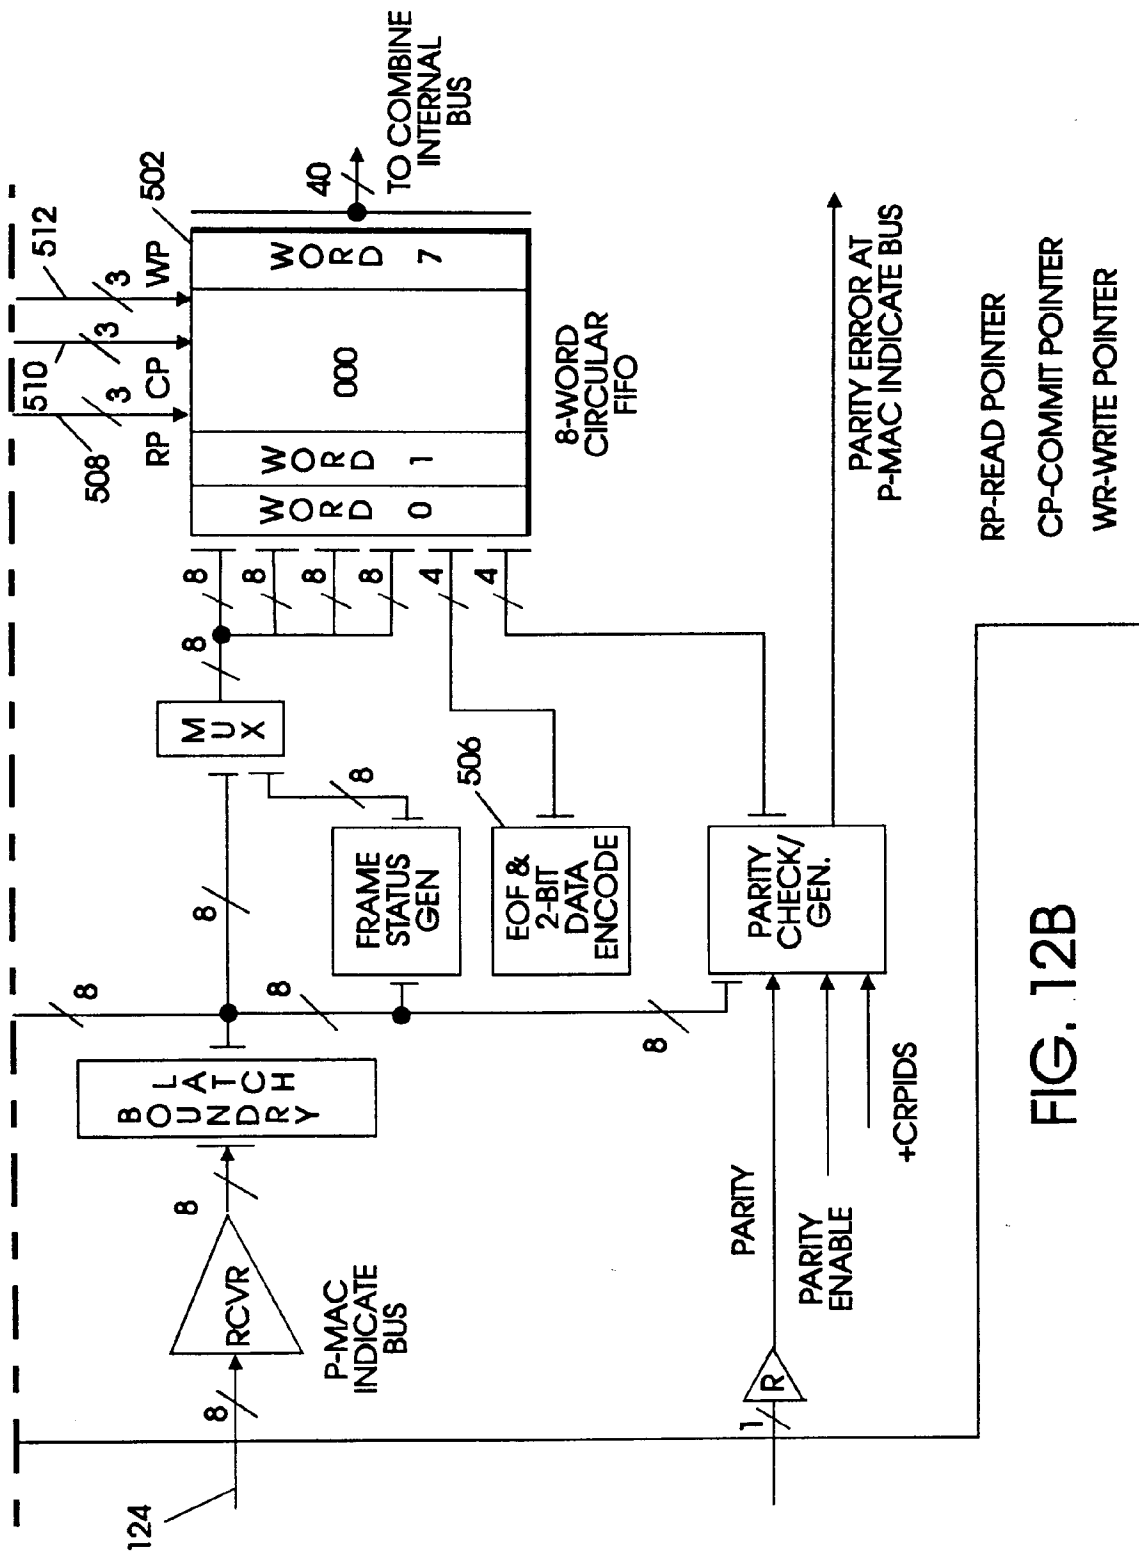 124
8
RCVR
P-MAC
INDICATE
BUS
8
LATCH
BOUNDRY
8
8
8
8
MUX
8
FRAME
STATUS
GEN
8
506
EOF &
2-BIT
DATA
ENCODE
8
8
8
8
8
4
4
508
510
512
3
3
3
RP
CP
WP
502
WORD 0
WORD 1
000
WORD 7
8-WORD
CIRCULAR
FIFO
40
TO COMBINE
INTERNAL
BUS
1
R
PARITY
PARITY
ENABLE
+CRPIDS
PARITY
CHECK/
GEN.
PARITY ERROR AT
P-MAC INDICATE BUS
RP-READ POINTER
CP-COMMIT POINTER
WR-WRITE POINTER
FIG. 12B